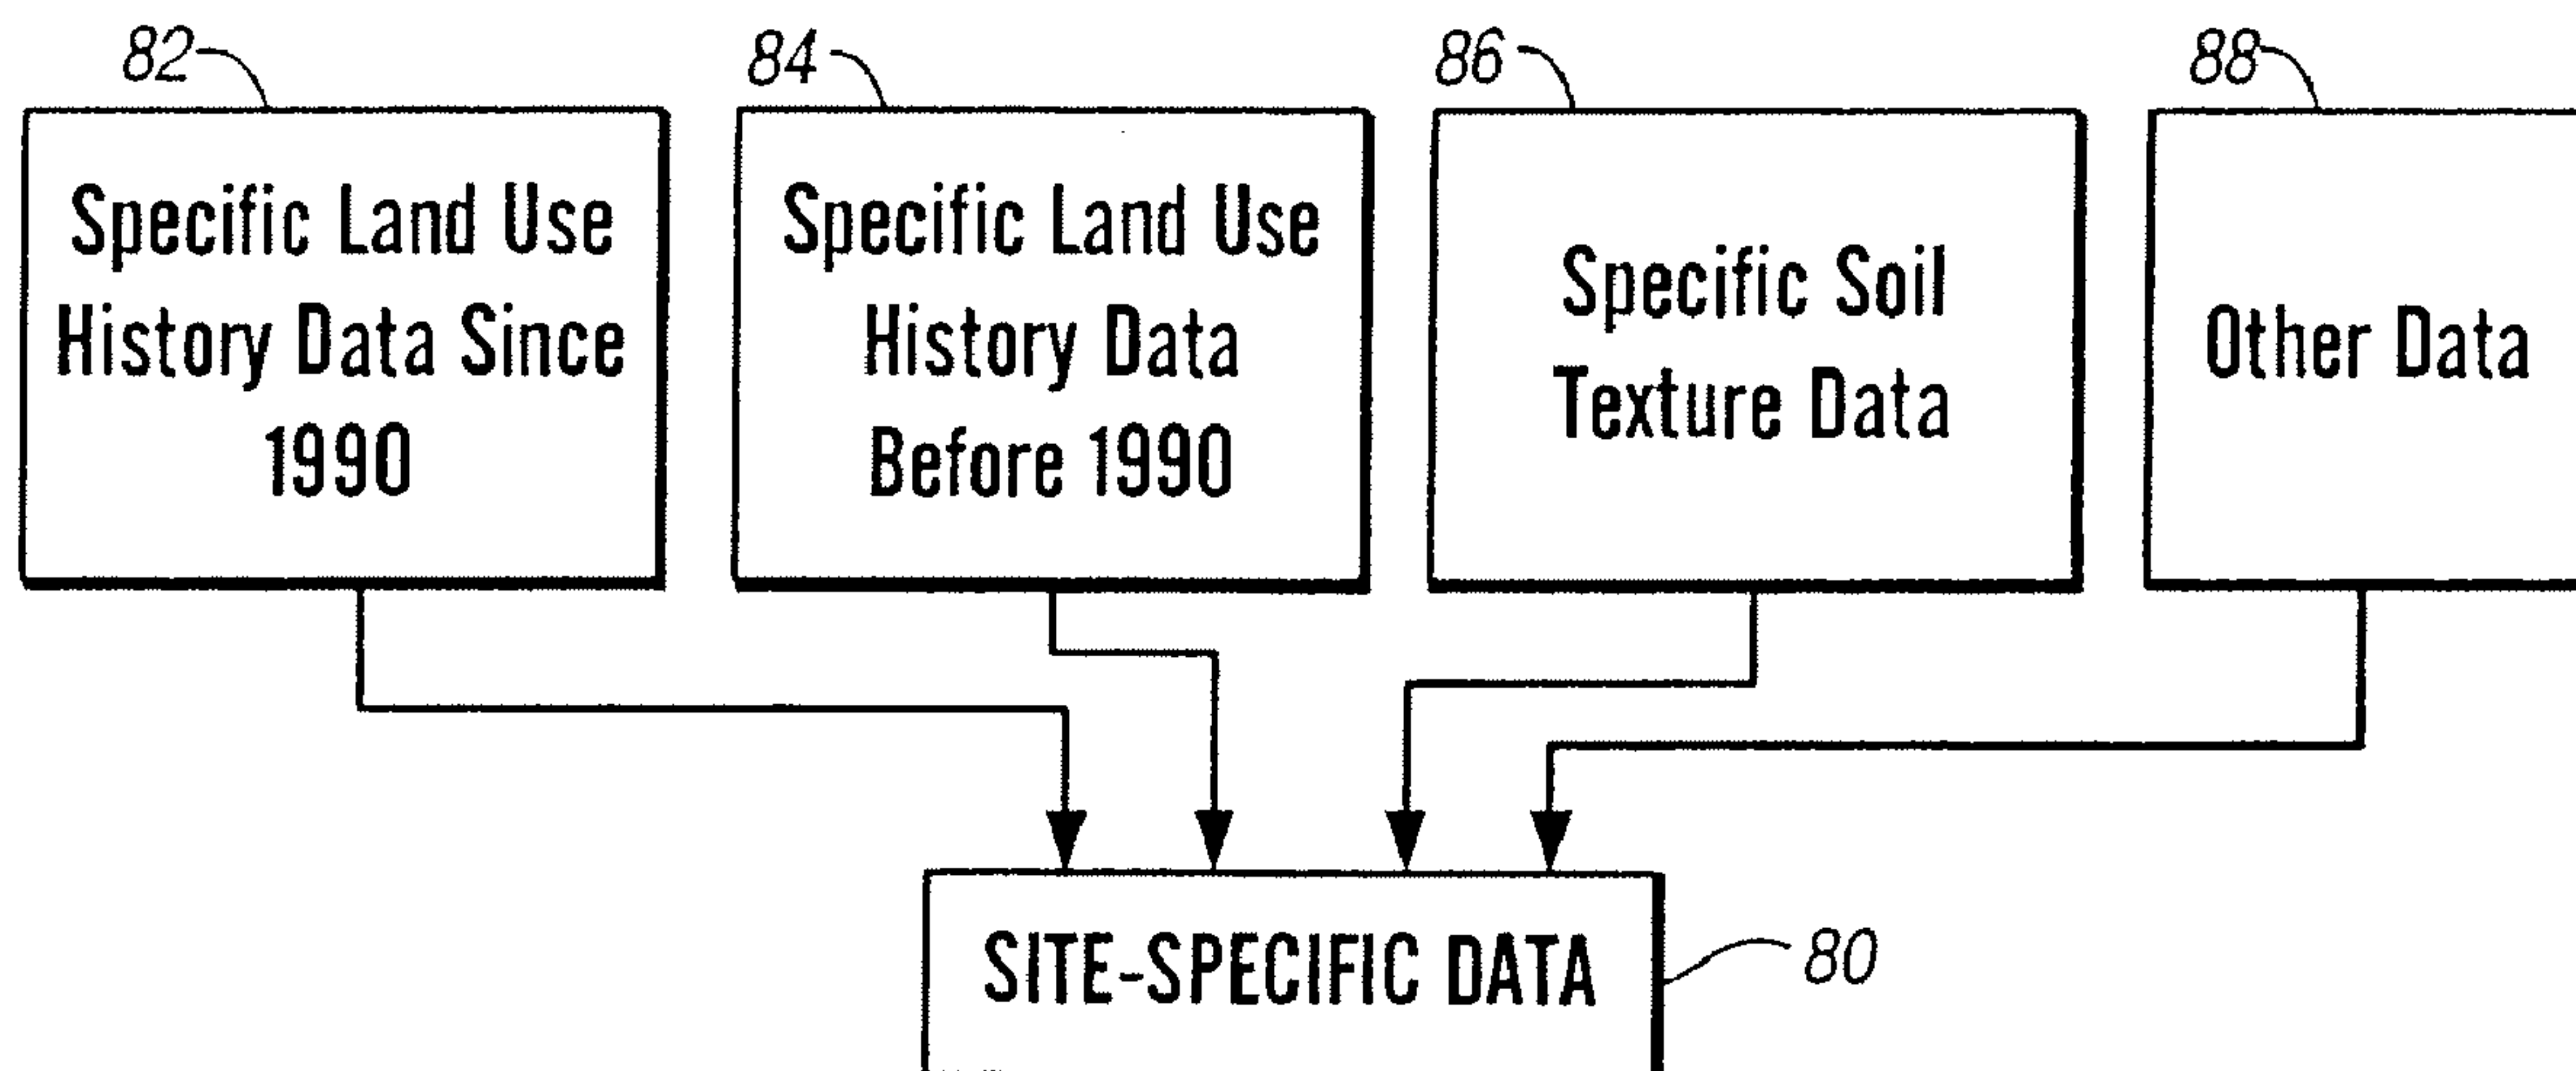 82
84
86
88
Specific Land Use
History Data Since
1990
Specific Land Use
History Data
Before 1990
Specific Soil
Texture Data
Other Data
SITE-SPECIFIC DATA
80